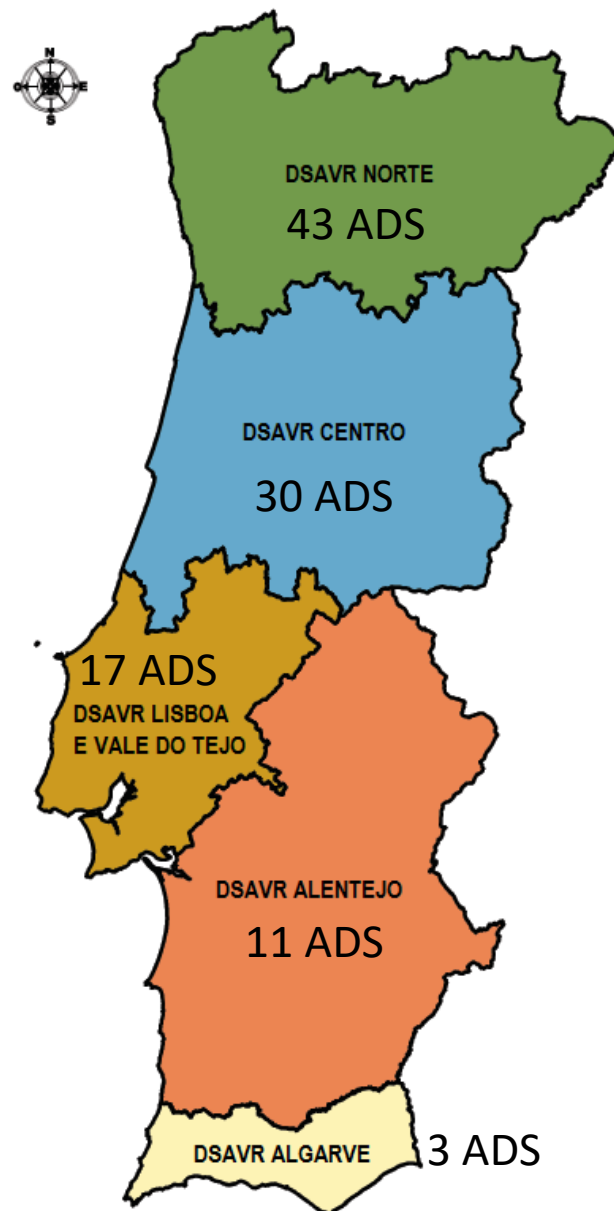 N
O E
S
DSAVR NORTE
43 ADS
DSAVR CENTRO
30 ADS
17 ADS
DSAVR LISBOA
E VALE DO TEJO
DSAVR ALENTEJO
11 ADS
DSAVR ALGARVE 3 ADS